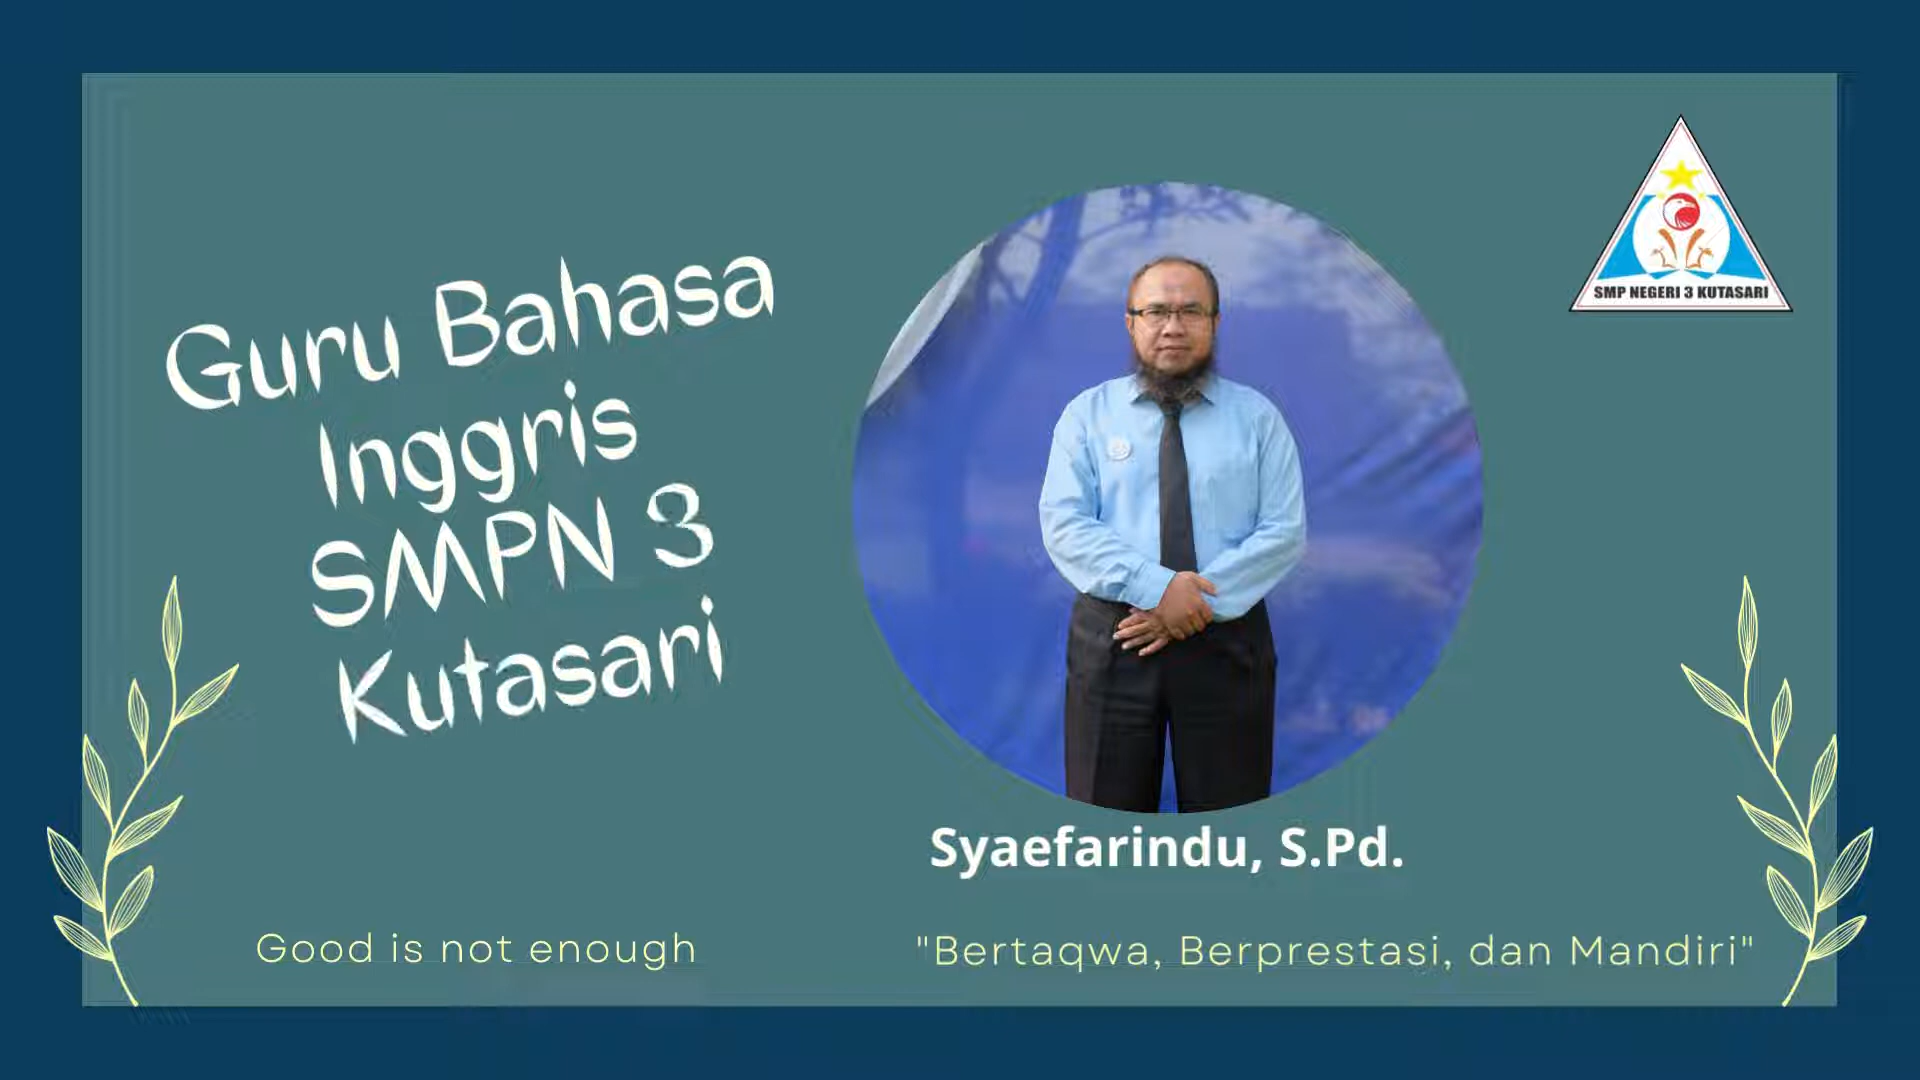 Guru Bahasa
Inggris
SMPN 3
Kutasari
SMP NEGERI 3 KUTASARI
Syaefarindu, S.Pd.
Good is not enough
"Bertaqwa, Berprestasi, dan Mandiri"